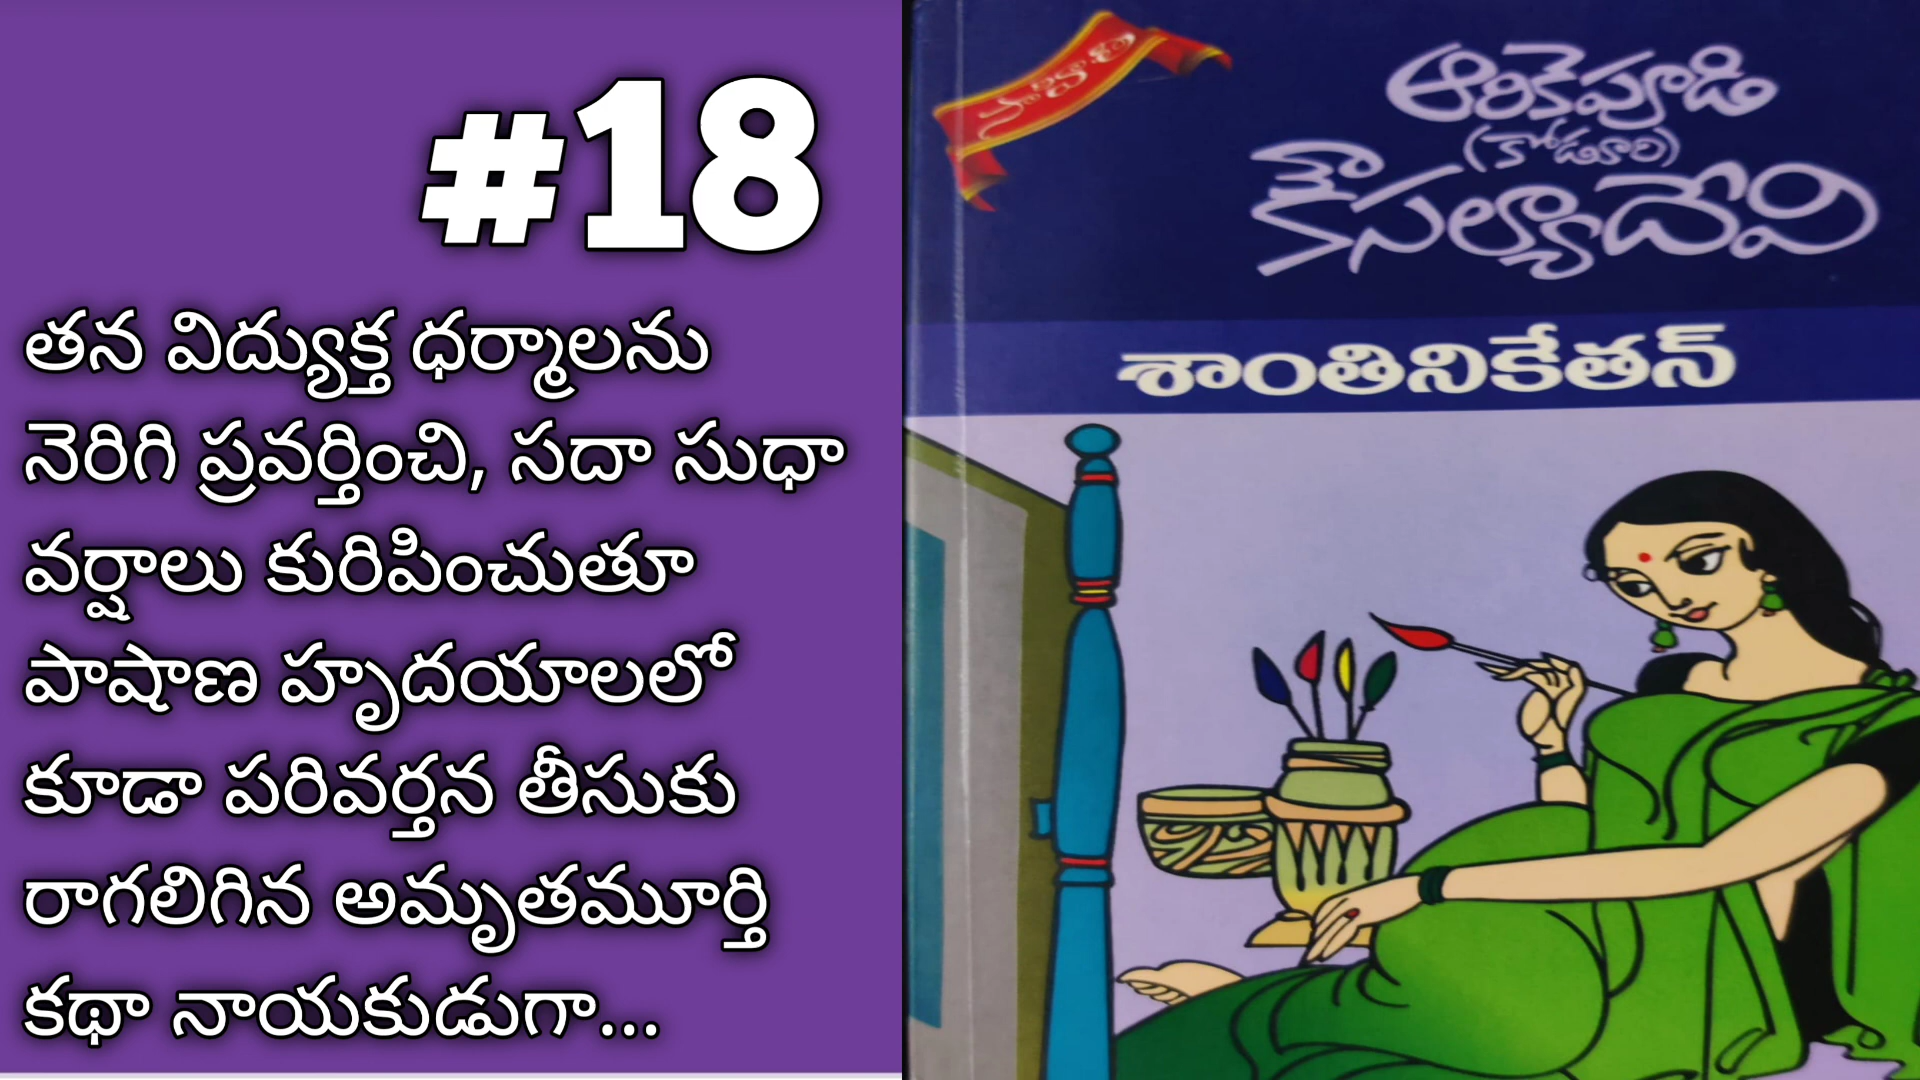 #18
తన విద్యుక్త ధర్మాలను
నెరిగి ప్రవర్తించి, సదా సుధా
వర్షాలు కురిపించుతూ
పాషాణ హృదయాలలో
కూడా పరివర్తన తీసుకు
రాగలిగిన అమృతమూర్తి
కథా నాయకుడుగా...
ఆరికెపూడి
(కోడూరి)
కౌసల్యాదేవి
శాంతినికేతన్